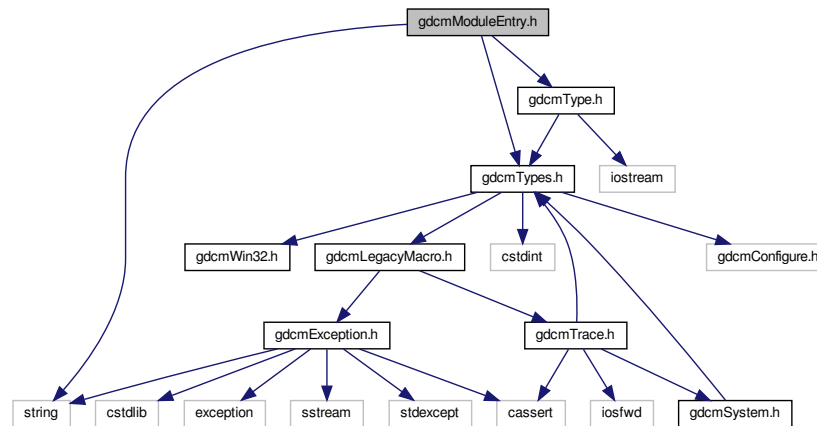 gdcmModuleEntry.h
gdcmType.h
gdcmTypes.h
iostream
gdcmWin32.h
gdcmLegacyMacro.h
cstdint
gdcmConfigure.h
gdcmException.h
gdcmTrace.h
string
cstdlib
exception
sstream
stdexcept
cassert
iosfwd
gdcmSystem.h